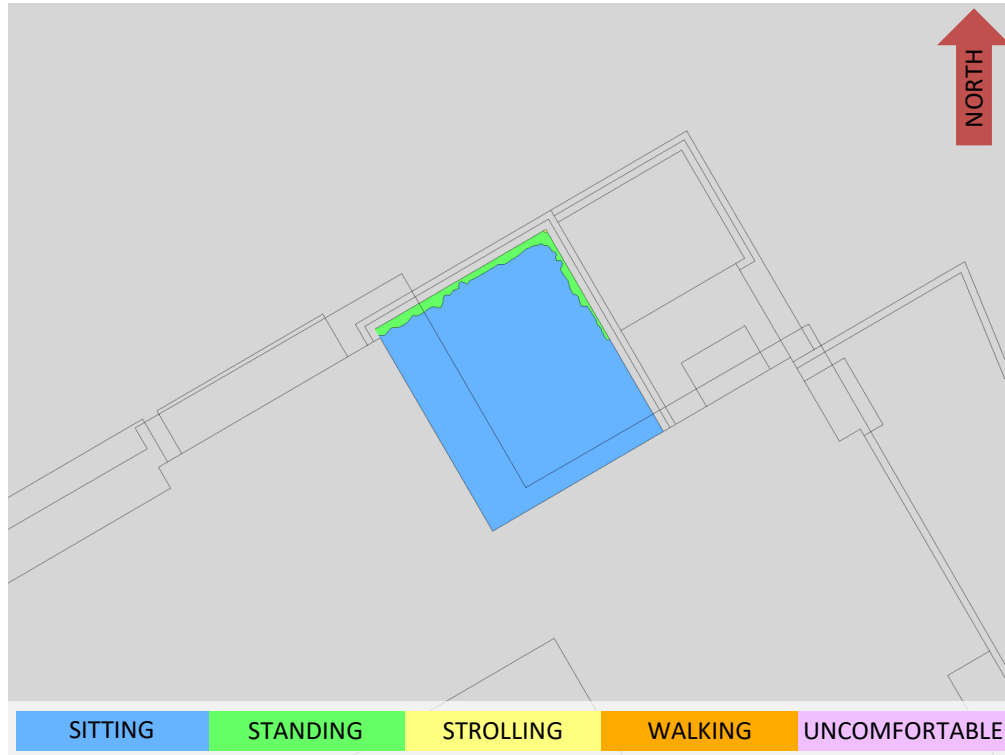 NORTH
SITTING
STANDING
STROLLING
WALKING
UNCOMFORTABLE